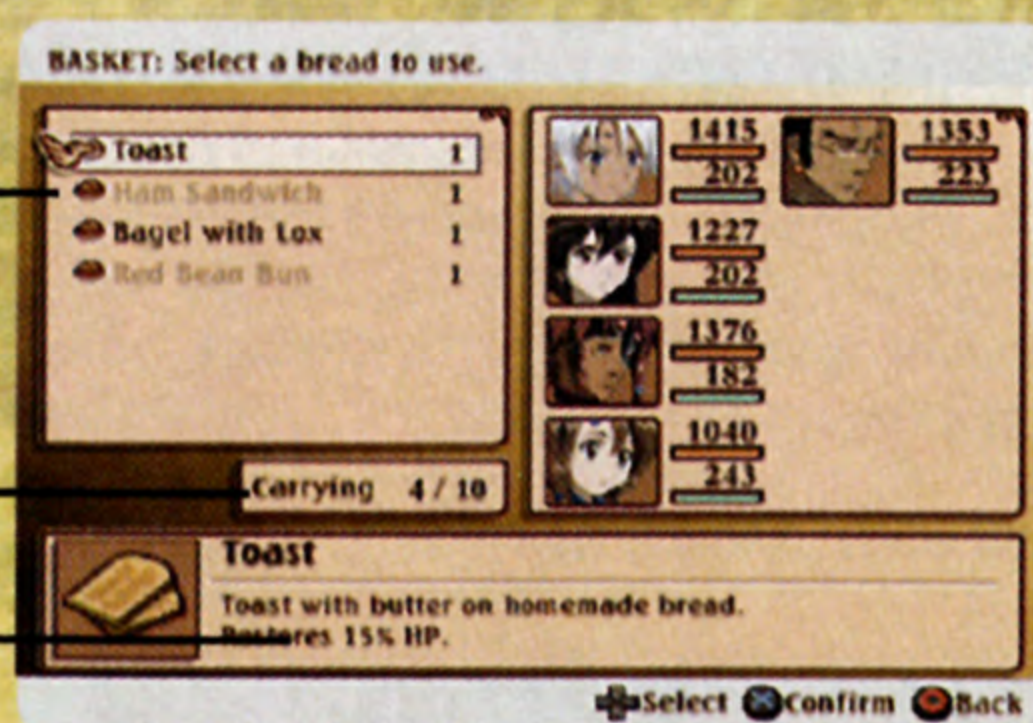 BASKET: Select a bread to use.
Toast 1
Ham Sandwich 1
Bagel with Lox 1
Red Bean Bun 1
Carrying 4 / 10
1415
202
1353
223
1227
202
1376
182
1040
243
Toast
Toast with butter on homemade bread.
Restores 15% HP.
Select Confirm Back